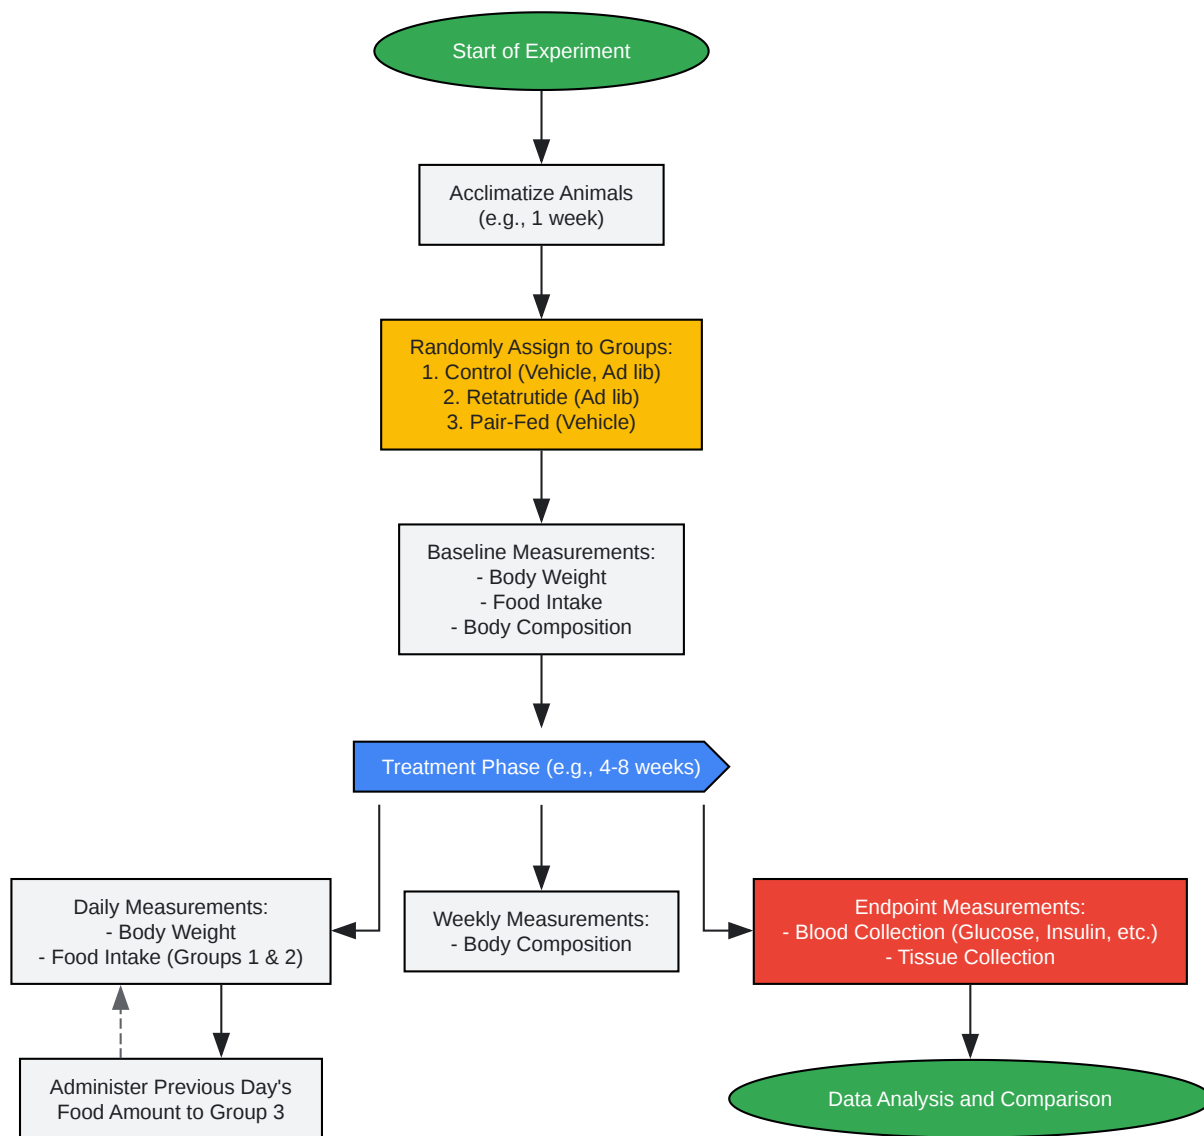 Start of Experiment
Acclimatize Animals
(e.g., 1 week)
Randomly Assign to Groups:
1. Control (Vehicle, Ad lib)
2. Retatrutide (Ad lib)
3. Pair-Fed (Vehicle)
Baseline Measurements:
- Body Weight
- Food Intake
- Body Composition
Treatment Phase (e.g., 4-8 weeks)
Daily Measurements:
- Body Weight
- Food Intake (Groups 1 & 2)
Weekly Measurements:
- Body Composition
Endpoint Measurements:
- Blood Collection (Glucose, Insulin, etc.)
- Tissue Collection
Administer Previous Day's
Food Amount to Group 3
Data Analysis and Comparison